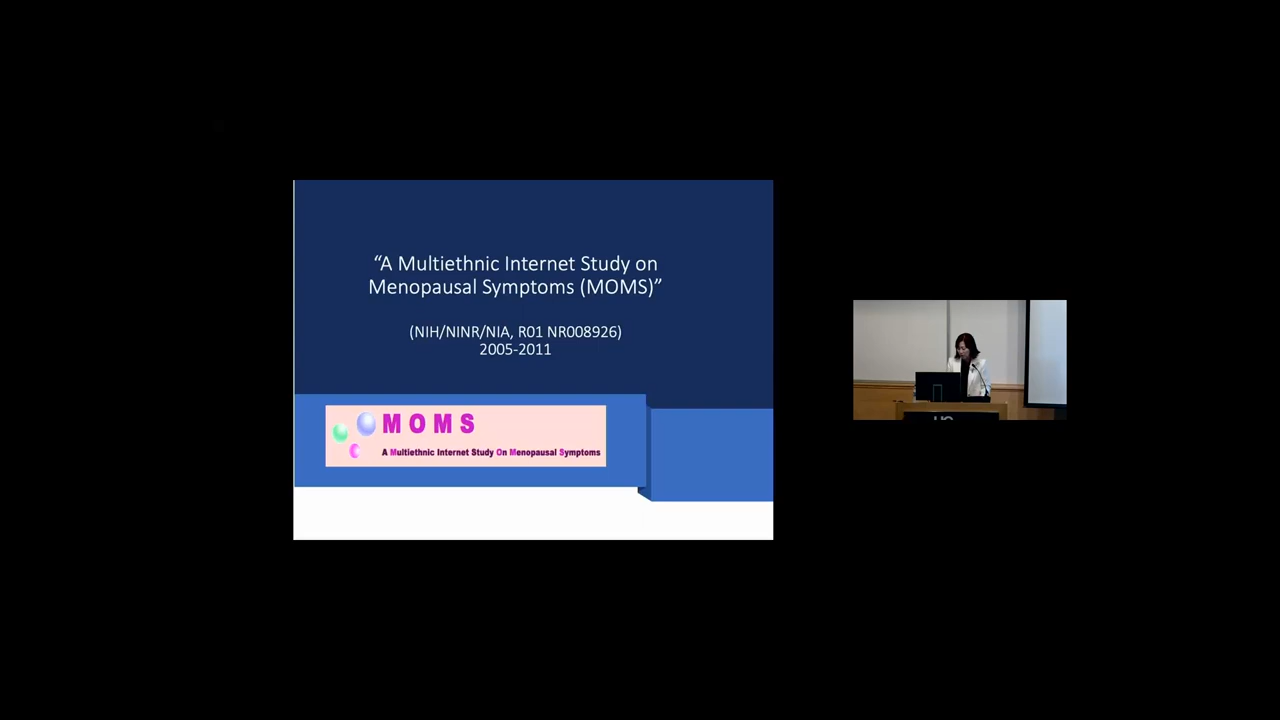 “A Multiethnic Internet Study on
Menopausal Symptoms (MOMS)”
(NIH/NINR/NIA, R01 NR008926)
2005-2011
MOMS
A Multiethnic Internet Study On Menopausal Symptoms